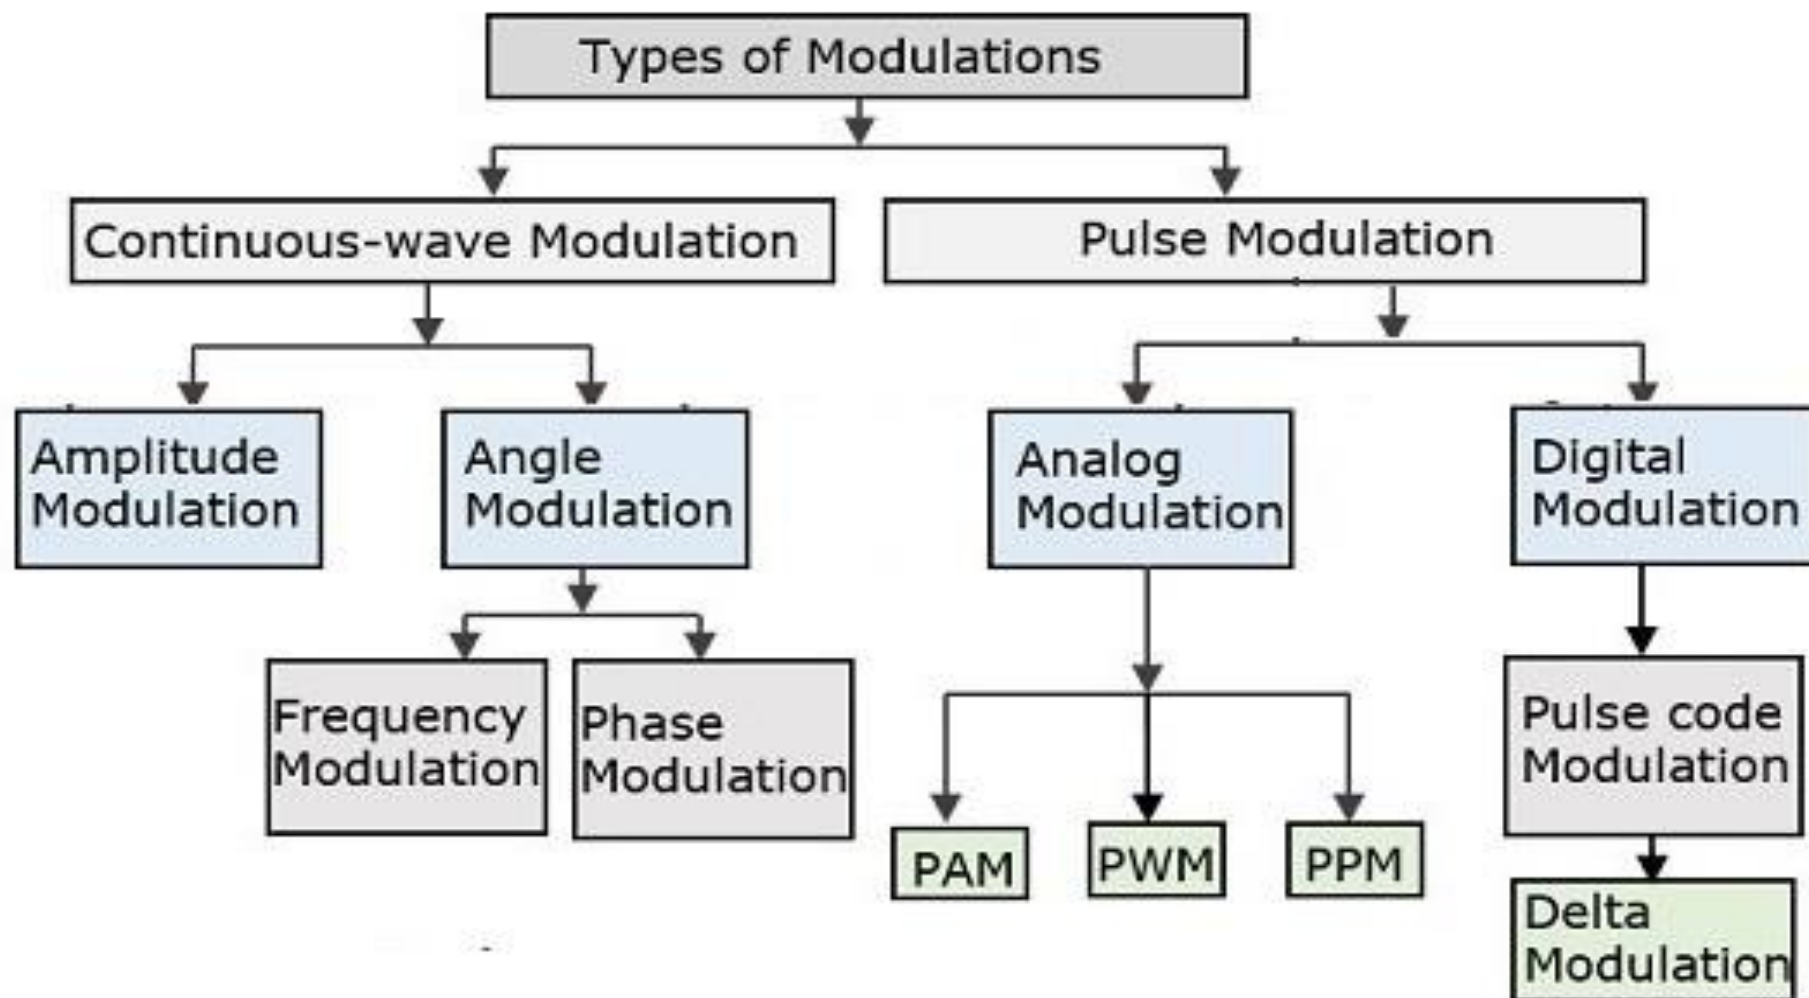 Types of Modulations
Continuous-wave Modulation
Pulse Modulation
Amplitude
Modulation
Angle
Modulation
Analog
Modulation
Digital
Modulation
Frequency
Modulation
Phase
Modulation
Pulse code
Modulation
PAM
PWM
PPM
Delta
Modulation